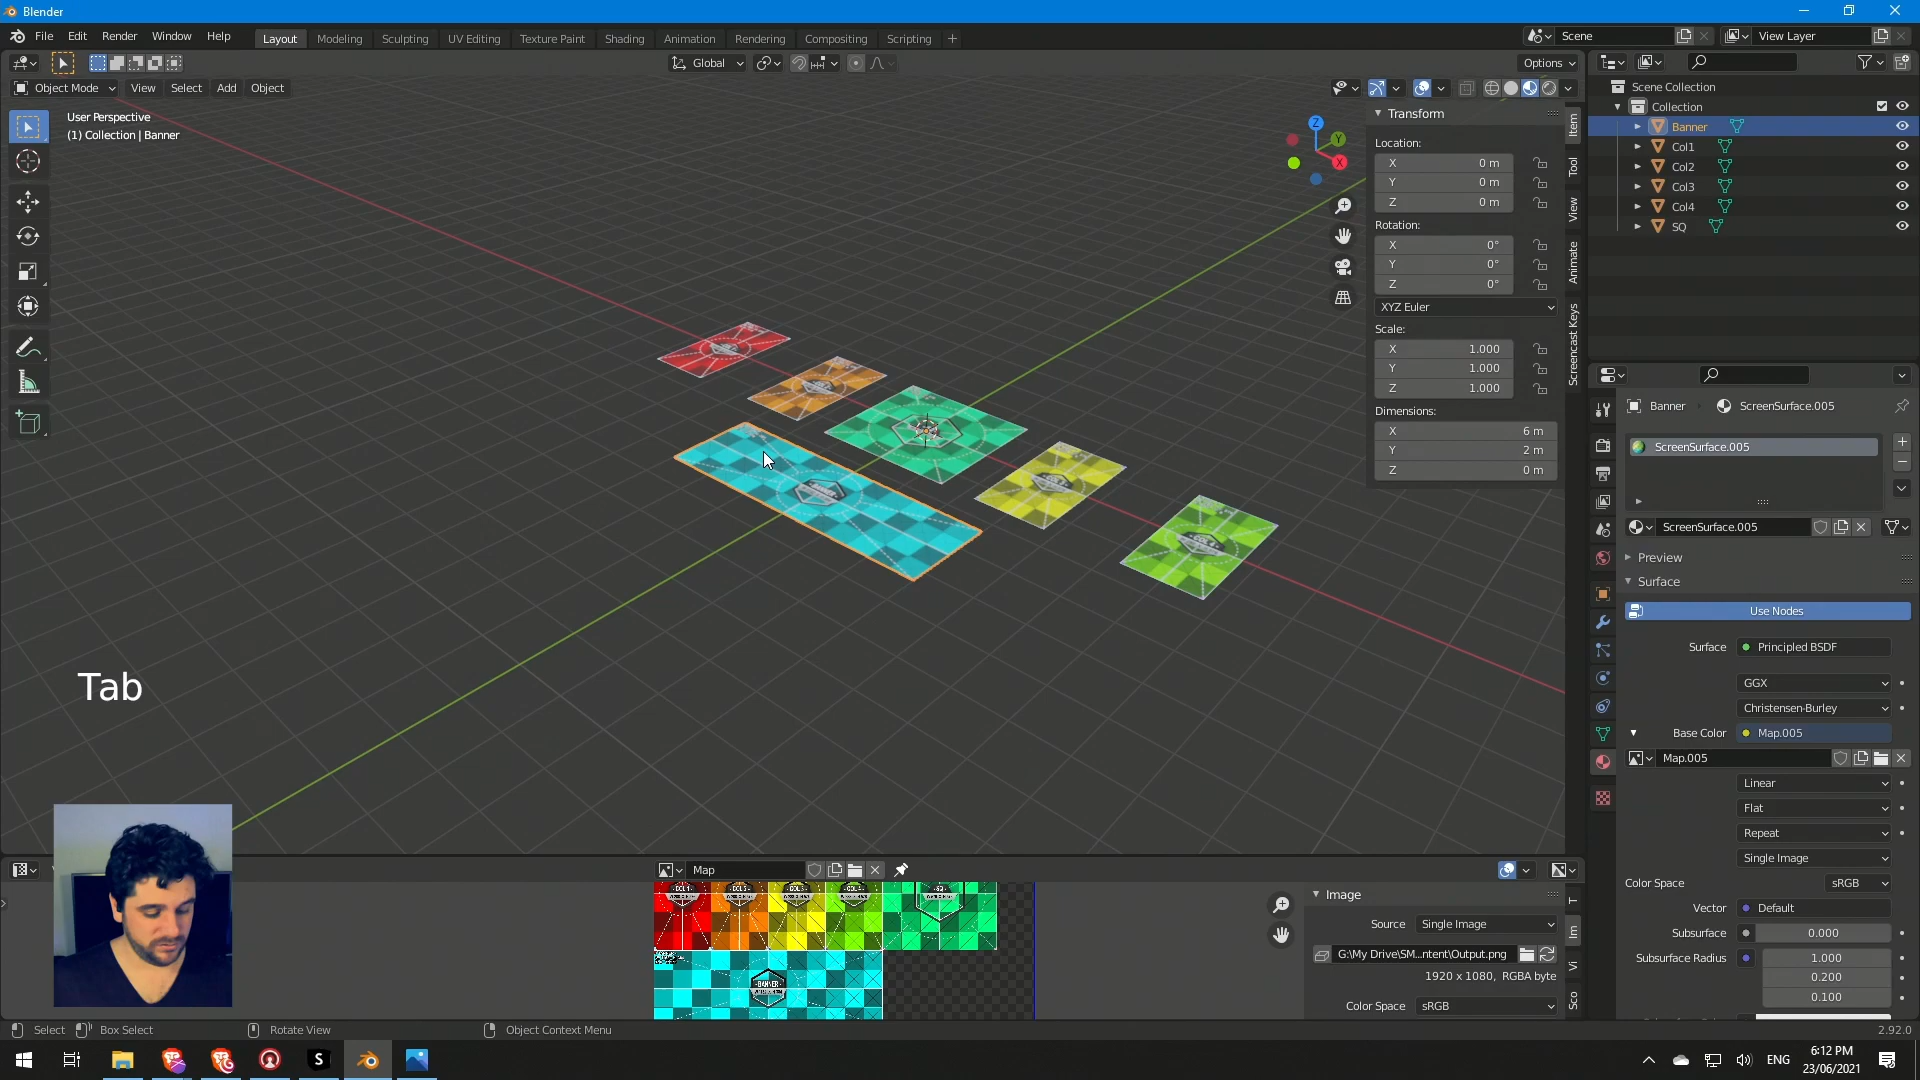 Blender
File Edit Render Window Help
Layout Modeling Sculpting UV Editing Texture Paint Shading Animation Rendering Compositing Scripting
Scene
View Layer
Global
Options
Object Mode View Select Add Object
User Perspective
(1) Collection | Banner
Transform
Location:
X 0 m
Y 0 m
Z 0 m
Rotation:
X 0°
Y 0°
Z 0°
XYZ Euler
Scale:
X 1.000
Y 1.000
Z 1.000
Dimensions:
X 6 m
Y 2 m
Z 0 m
Item
Tool
View
Animate
Screencast Keys
X
Y
Z
Scene Collection
Collection
Banner
Col1
Col2
Col3
Col4
SQ
Banner ScreenSurface.005
ScreenSurface.005
ScreenSurface.005
Preview
Surface
Use Nodes
Surface Principled BSDF
GGX
Christensen-Burley
Base Color Map.005
Map.005
Linear
Flat
Repeat
Single Image
Color Space sRGB
Vector Default
Subsurface 0.000
Subsurface Radius 1.000
0.200
0.100
Tab
Map
BANNER
Image
Source Single Image
G:\My Drive\SM...ntent\Output.png
1920 x 1080, RGBA byte
Color Space sRGB
T
Im
Vi
Sco
Select Box Select Rotate View Object Context Menu
2.92.0
ENG
6:12 PM
23/06/2021